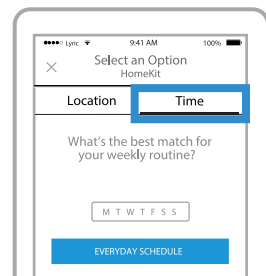 Lyric 9:41 AM 100%
Select an Option
HomeKit
Location Time
What's the best match for
your weekly routine?
M T W T F S S
EVERYDAY SCHEDULE